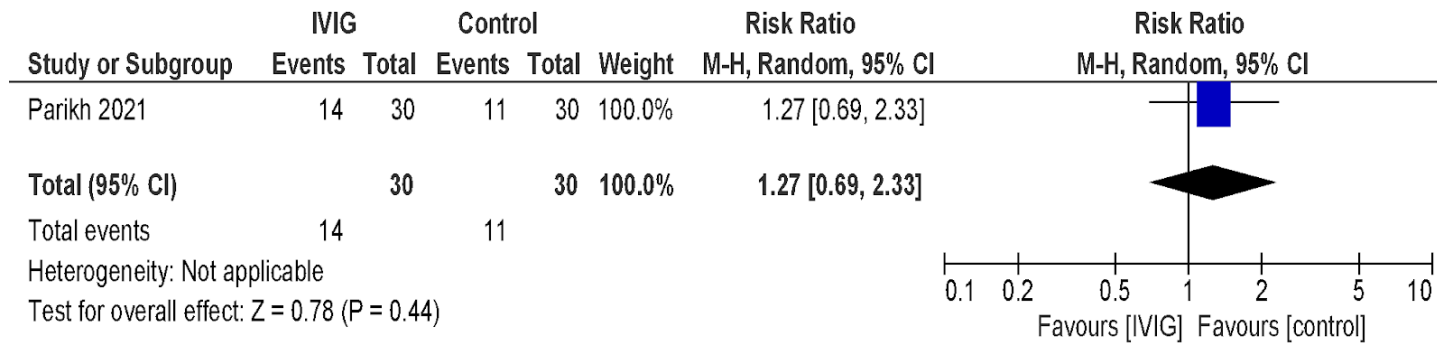 IVIG Control Risk Ratio Risk Ratio
Study or Subgroup Events Total Events Total Weight M-H, Random, 95% CI M-H, Random, 95% CI
Parikh 2021 14 30 11 30 100.0% 1.27 [0.69, 2.33]
Total (95% CI) 30 30 100.0% 1.27 [0.69, 2.33]
Total events 14 11
Heterogeneity: Not applicable
Test for overall effect: Z = 0.78 (P = 0.44)
0.1 0.2 0.5 1 2 5 10
Favours [IVIG] Favours [control]